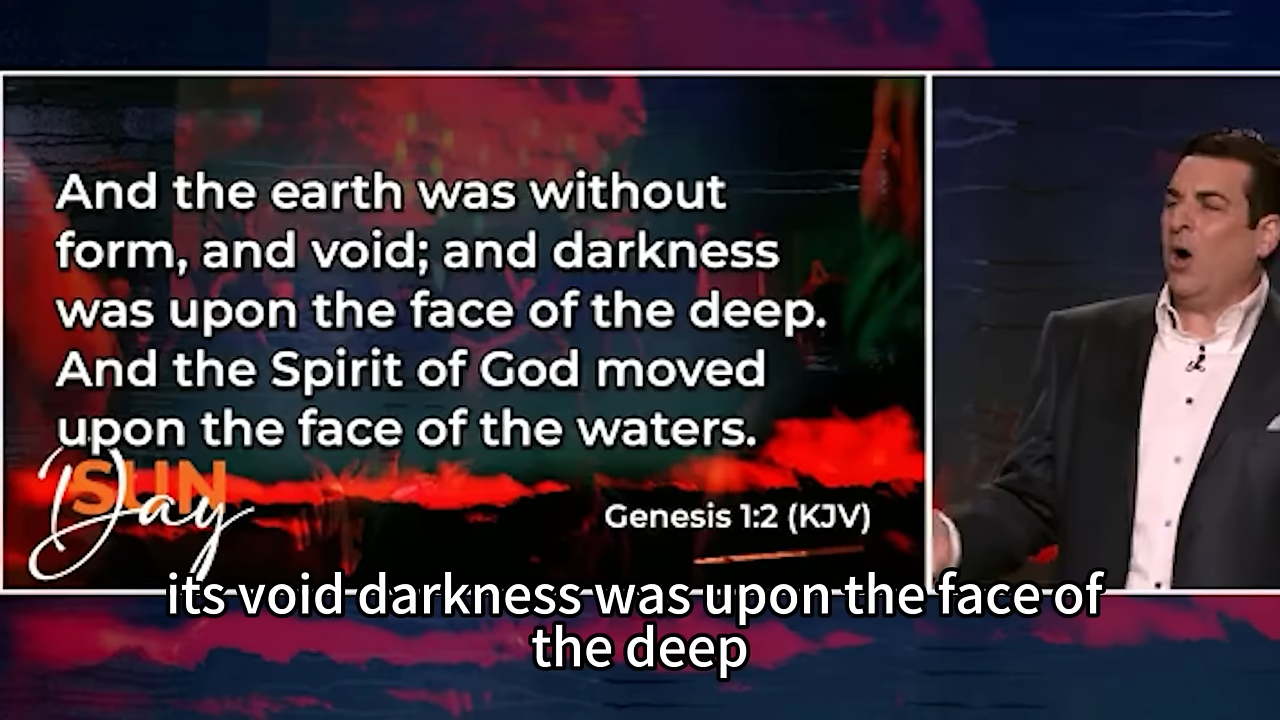 And the earth was without
form, and void; and darkness
was upon the face of the deep.
And the Spirit of God moved
upon the face of the waters.
SUN
Day
Genesis 1:2 (KJV)
its void darkness was upon the face of
the deep